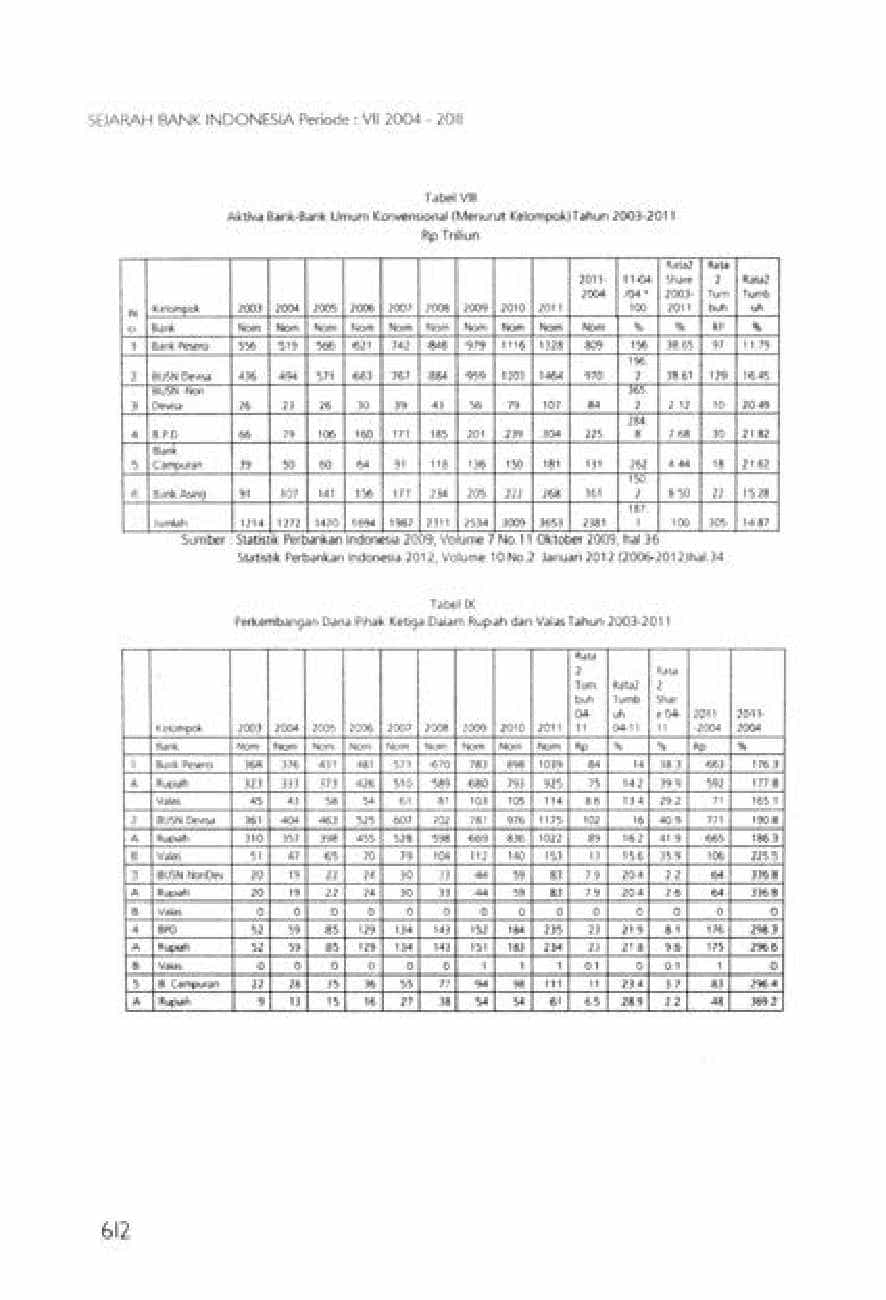 SEJARAH BANK INDONESIA Periode : VII 2004 - 2011
Tabel VIII
Aktiva Bank-Bank Umum Konvensional (Menurut Kelompok) Tahun 2003-2011
Rp Triliun
N o Kelompok Bank 2003 Nom 2004 Nom 2005 Nom 2006 Nom 2007 Nom 2008 Nom 2009 Nom 2010 Nom 2011 Nom 2011-2004 Nom 11-04 /04 * 100 % Rata2 Share 2003-2011 % Rata 2 Tum buh RP Rata2 Tumb uh %
1 Bank Pesero 556 519 566 621 742 848 979 1116 1328 809 156 38.65 97 11.79
2 BUSN Devisa 436 494 571 683 767 884 959 1203 1464 970 196. 2 38.61 129 16.45
3 BUSN Non Devisa 26 23 26 30 39 43 56 79 107 84 365. 2 2.12 10 20.49
4 B.P.D 66 79 106 160 171 185 201 239 304 225 284. 8 7.68 30 21.82
5 Bank Campuran 39 50 60 64 91 118 136 150 181 131 262 4.44 18 21.62
6 Bank Asing 91 107 141 156 177 234 205 222 268 161 150. 2 8.50 22 15.28
Jumlah 1214 1272 1420 1694 1987 2311 2534 3009 3653 2381 187. 1 100 305 14.87
Sumber : Statistik Perbankan Indonesia 2009, Volume 7 No.11 Oktober 2009, hal 36
Statistik Perbankan Indonesia 2012, Volume 10 No.2 Januari 2012 (2006-2012)hal.34
Tabel IX
Perkembangan Dana Pihak Ketiga Dalam Rupiah dan Valas Tahun 2003-2011
Kelompok 2003 2004 2005 2006 2007 2008 2009 2010 2011 Rata 2 Tum buh 04-11 Rata2 Tumb uh 04-11 Rata 2 Shar e 04-11 2011 -2004 2011-2004
Bank Nom Nom Nom Nom Nom Nom Nom Nom Nom Rp % % Rp %
1 Bank Pesero 368 376 431 481 571 670 783 898 1039 84 14 38.3 663 176.3
A Rupiah 323 333 373 426 510 589 680 793 925 75 14.2 39.9 592 177.8
Valas 45 43 58 54 61 81 103 105 114 8.6 13.4 29.2 71 165.1
2 BUSN Devisa 361 404 463 525 607 702 781 976 1175 102 16 40.9 771 190.8
A Rupiah 310 357 398 455 528 598 669 836 1022 89 16.2 41.9 665 186.3
B Valas 51 47 65 70 79 104 112 140 153 13 15.6 35.9 106 225.5
3 BUSN NonDev 20 19 22 24 30 33 44 59 83 7.9 20.4 2.2 64 336.8
A Rupiah 20 19 22 24 30 33 44 59 83 7.9 20.4 2.6 64 336.8
B Valas 0 0 0 0 0 0 0 0 0 0 0 0 0 0
4 BPD 52 59 85 129 134 143 152 184 235 23 21.9 8.1 176 298.3
A Rupiah 52 59 85 129 134 143 151 183 234 23 21.8 9.6 175 296.6
B Valas 0 0 0 0 0 0 1 1 1 0.1 0 0.1 1 0
5 B. Campuran 22 28 35 36 55 77 94 98 111 11 23.4 3.7 83 296.4
A Rupiah 9 13 15 16 27 38 54 54 61 6.5 28.9 2.2 48 369.2
612